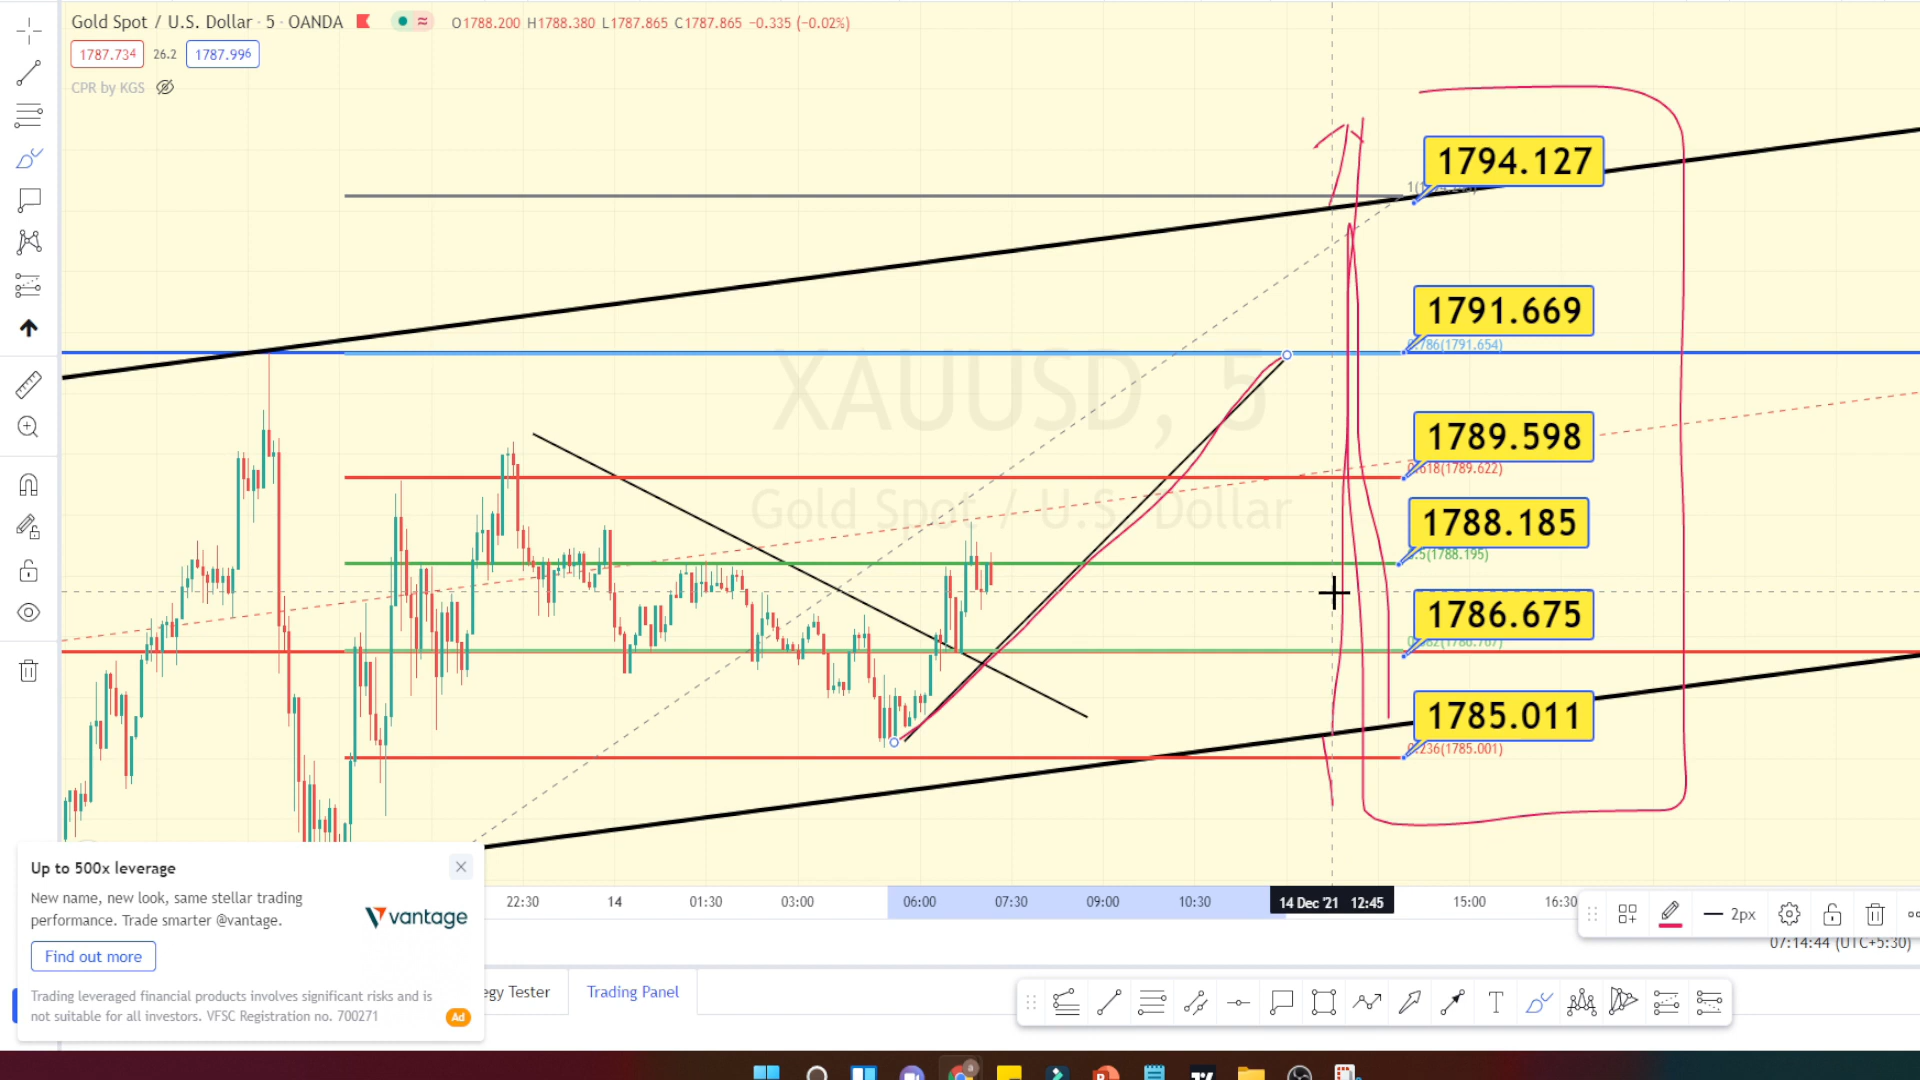 Gold Spot / U.S. Dollar · 5 · OANDA O1788.200 H1788.380 L1787.865 C1787.865 −0.335 (−0.02%)
1787.734 26.2 1787.996
CPR by KGS
1794.127
1791.669
0.786(1791.654)
XAUUSD, 5
1789.598
0.618(1789.622)
Gold Spot / U.S. Dollar
1788.185
0.5(1788.195)
1786.675
1785.011
0.236(1785.001)
22:30 14 01:30 03:00 06:00 07:30 09:00 10:30 14 Dec '21 12:45 15:00 16:30
Up to 500x leverage
New name, new look, same stellar trading
performance. Trade smarter @vantage.
vantage
Find out more
Trading leveraged financial products involves significant risks and is
not suitable for all investors. VFSC Registration no. 700271
Ad
2px
07:14:44 (UTC+5:30)
egy Tester
Trading Panel